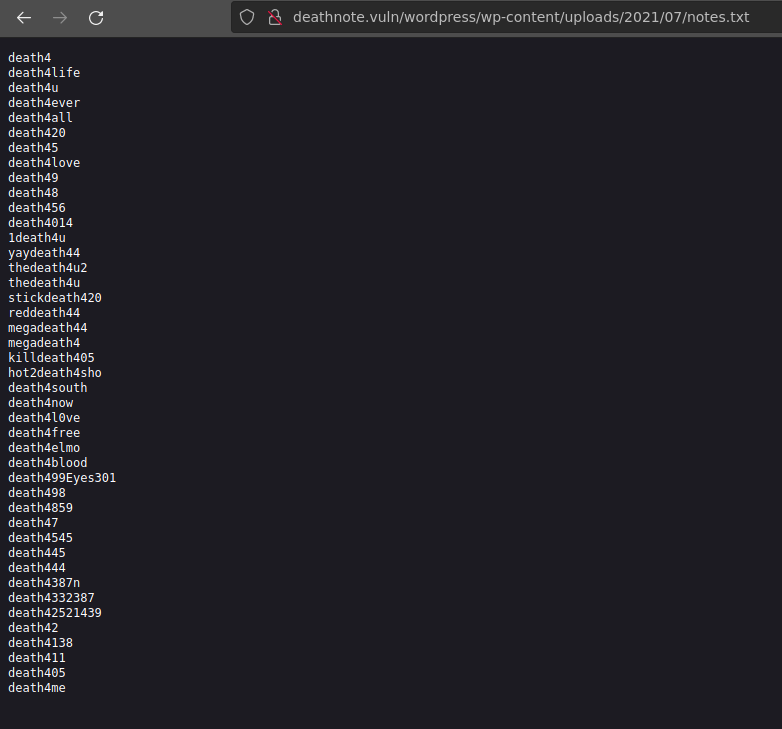 deathnote.vuln/wordpress/wp-content/uploads/2021/07/notes.txt
death4
death4life
death4u
death4ever
death4all
death420
death45
death4love
death49
death48
death456
death4014
1death4u
yaydeath44
thedeath4u2
thedeath4u
stickdeath420
reddeath44
megadeath44
megadeath4
killdeath405
hot2death4sho
death4south
death4now
death4l0ve
death4free
death4elmo
death4blood
death499Eyes301
death498
death4859
death47
death4545
death445
death444
death4387n
death4332387
death42521439
death42
death4138
death411
death405
death4me